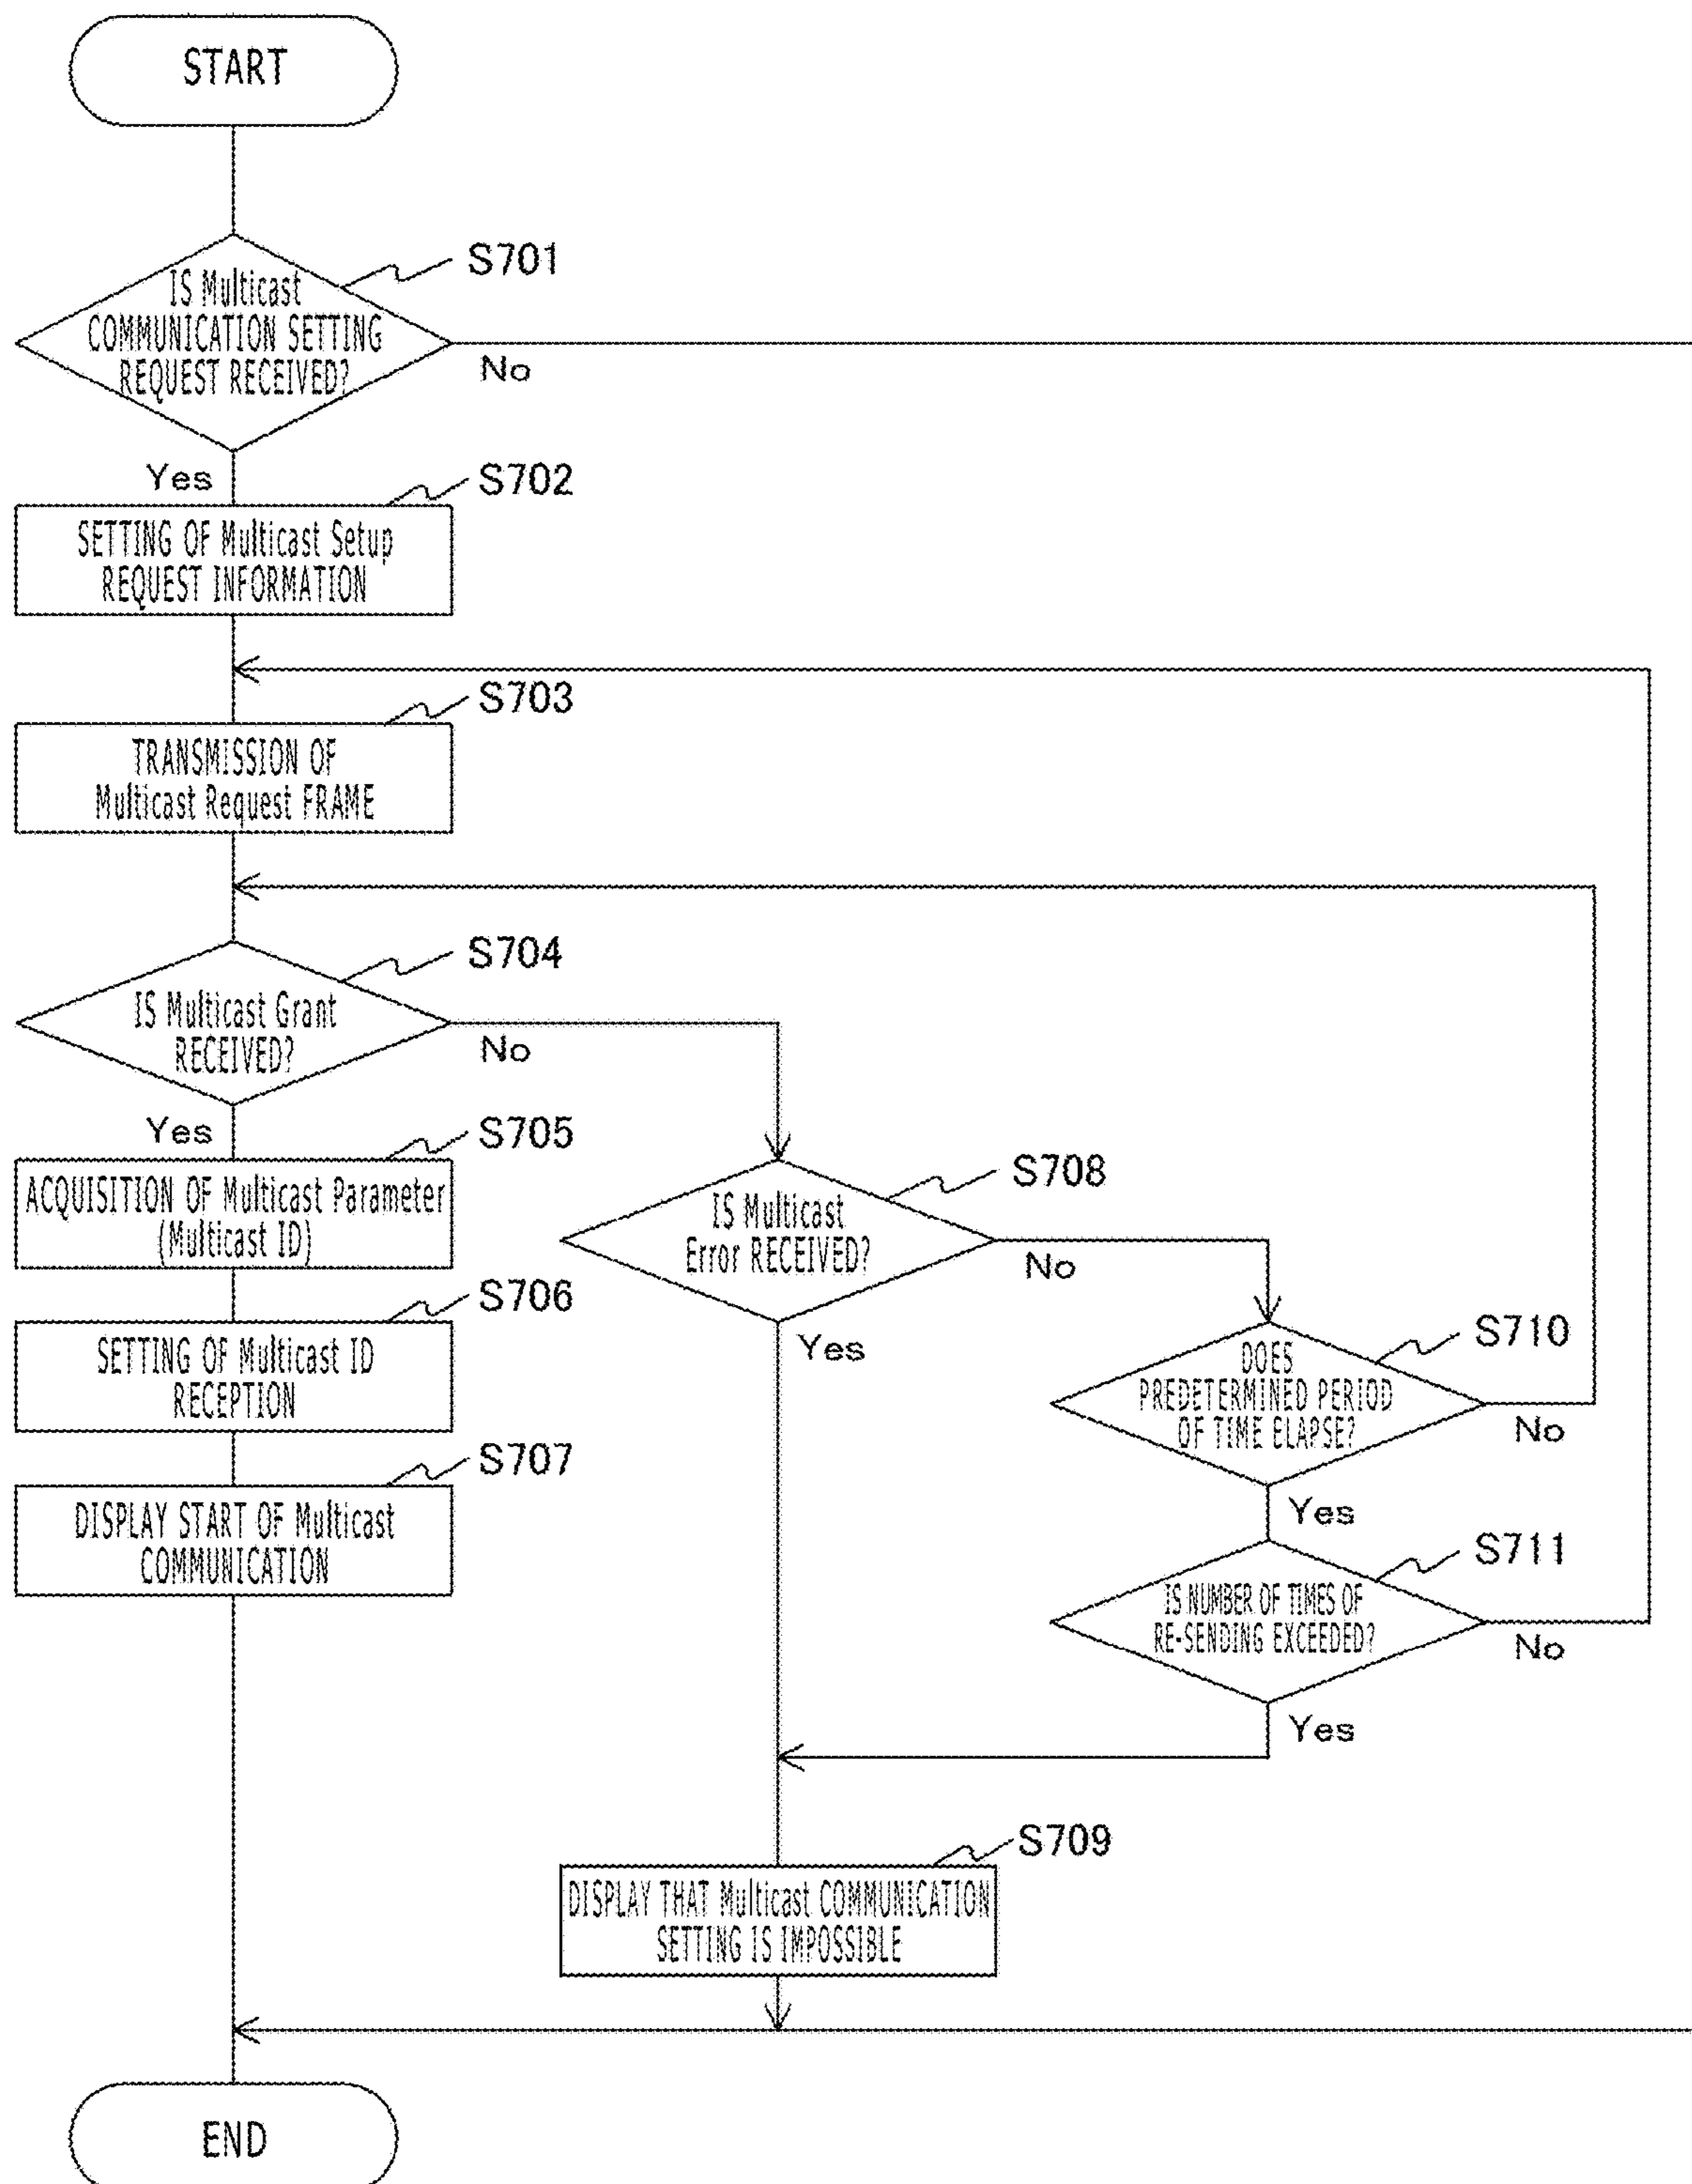 START
S701
IS Multicast
COMMUNICATION SETTING
REQUEST RECEIVED?
No
Yes
S702
SETTING OF Multicast Setup
REQUEST INFORMATION
S703
TRANSMISSION OF
Multicast Request FRAME
S704
IS Multicast Grant
RECEIVED?
No
Yes
S705
ACQUISITION OF Multicast Parameter
(Multicast ID)
S706
SETTING OF Multicast ID
RECEPTION
S707
DISPLAY START OF Multicast
COMMUNICATION
S708
IS Multicast
Error RECEIVED?
No
Yes
S710
DOES
PREDETERMINED PERIOD
OF TIME ELAPSE?
No
Yes
S711
IS NUMBER OF TIMES OF
RE-SENDING EXCEEDED?
No
Yes
S709
DISPLAY THAT Multicast COMMUNICATION
SETTING IS IMPOSSIBLE
END